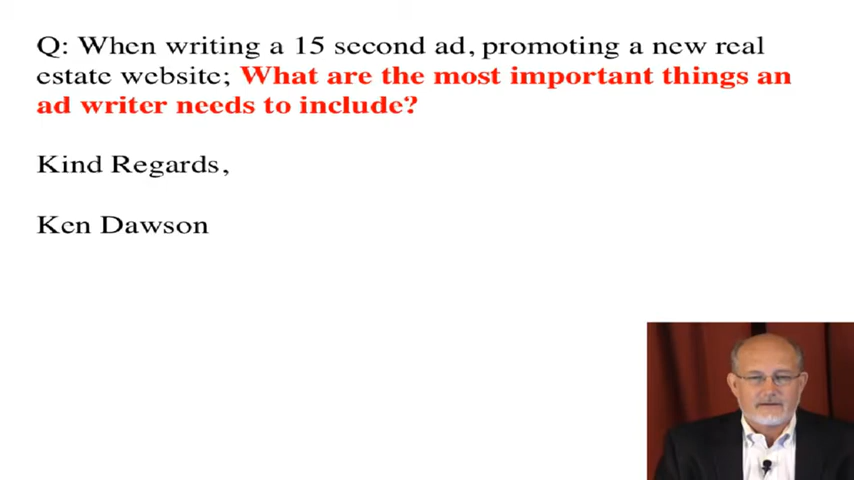 Q: When writing a 15 second ad, promoting a new real
estate website; What are the most important things an
ad writer needs to include?
Kind Regards,
Ken Dawson